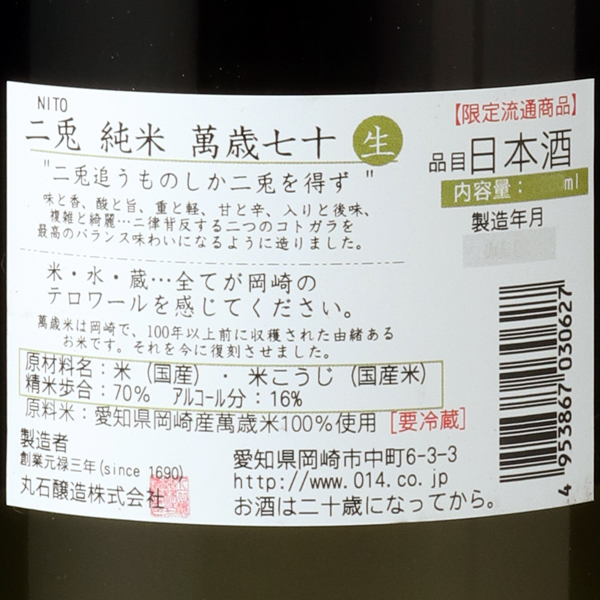 NITO
二兎 純米 萬歳七十 生
"二兎追うものしか二兎を得ず "
味と香、酸と旨、重と軽、甘と辛、入りと後味、
複雑と綺麗…二律背反する二つのコトガラを
最高のバランス味わいになるように造りました。
米・水・蔵…全てが岡崎の
テロワールを感じてください。
萬歳米は岡崎で、100年以上前に収穫された由緒ある
お米です。それを今に復刻させました。
原材料名：米（国産）・ 米こうじ（国産米）
精米歩合：70% アルコール分：16%
原料米：愛知県岡崎産萬歳米100%使用 [要冷蔵]
製造者
創業元禄三年(since 1690)
丸石醸造株式会社
愛知県岡崎市中町6-3-3
http://www.014.co.jp
お酒は二十歳になってから。
【限定流通商品】
品目 日本酒
内容量： ml
製造年月
4 953867 030627